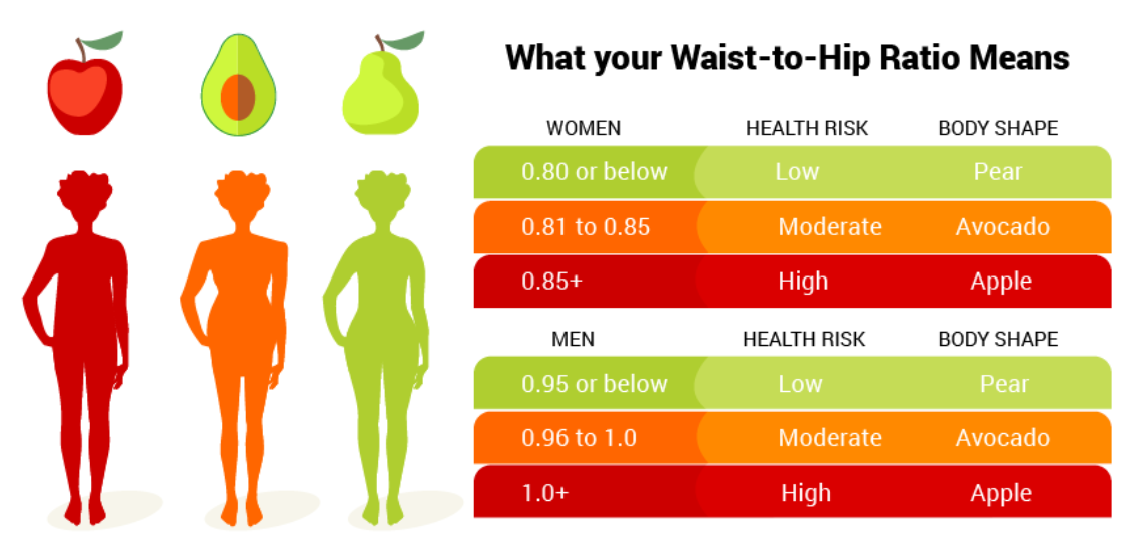 What your Waist-to-Hip Ratio Means
WOMEN HEALTH RISK BODY SHAPE
0.80 or below Low Pear
0.81 to 0.85 Moderate Avocado
0.85+ High Apple
MEN HEALTH RISK BODY SHAPE
0.95 or below Low Pear
0.96 to 1.0 Moderate Avocado
1.0+ High Apple